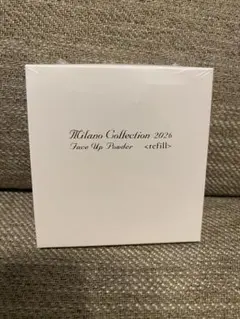 Milano Collection 2026
Face Up Powder <refill>